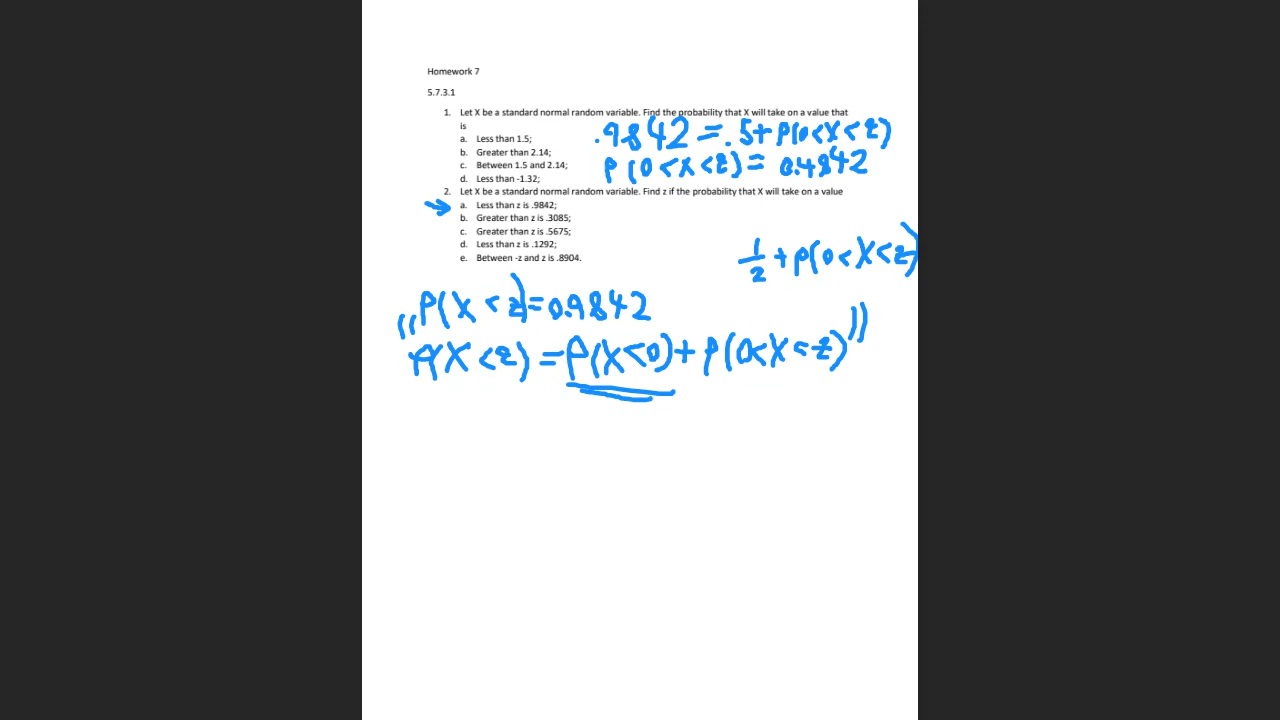 Homework 7
5.7.3.1
1. Let X be a standard normal random variable. Find the probability that X will take on a value that
is
a. Less than 1.5;
b. Greater than 2.14;
c. Between 1.5 and 2.14;
d. Less than -1.32;
.9842 = .5+P(0<X<z)
P(0<X<z)= 0.4842
2. Let X be a standard normal random variable. Find z if the probability that X will take on a value
a. Less than z is .9842;
b. Greater than z is .3085;
c. Greater than z is .5675;
d. Less than z is .1292;
e. Between -z and z is .8904.
1/2 + P(0<X<z)
P(X<z)=0.9842
"P(X<z) = P(X<0)+ P(0<X<z)"